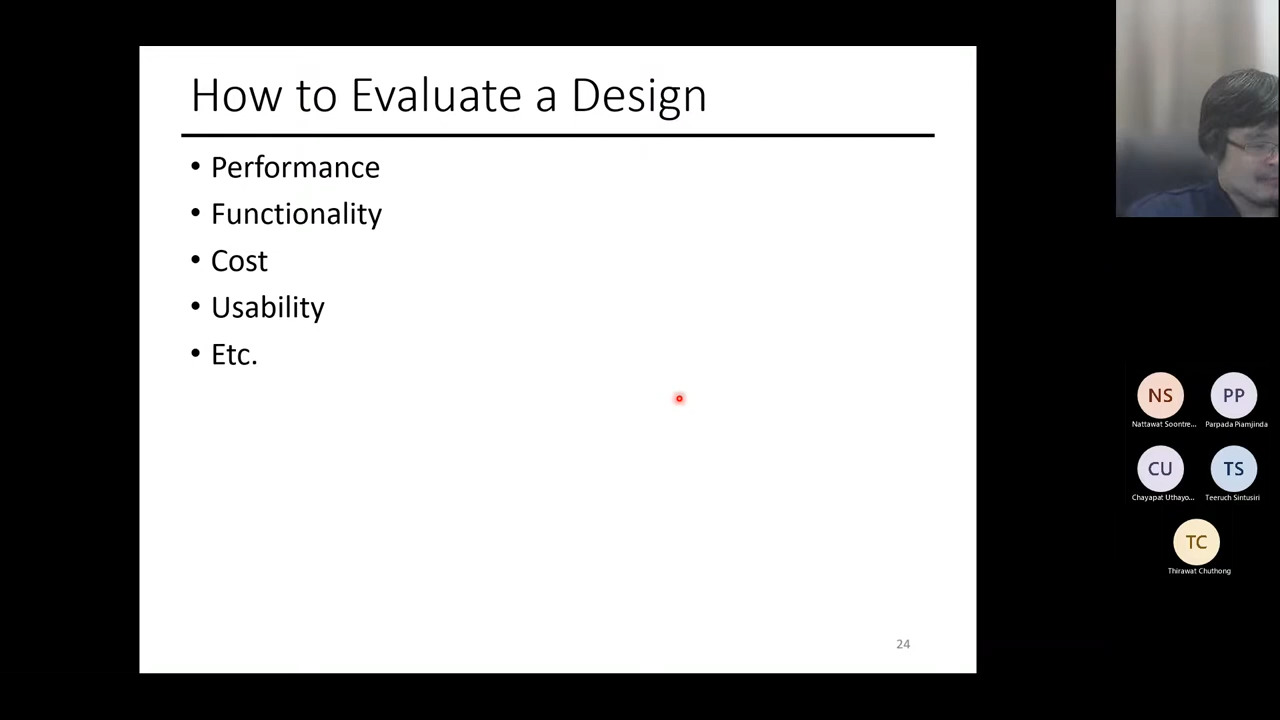 How to Evaluate a Design
• Performance
• Functionality
• Cost
• Usability
• Etc.
24
NS
PP
Nattawat Soontre...
Parpada Piamjinda
CU
TS
Chayapat Uthayo...
Teeruch Sintusiri
TC
Thirawat Chuthong